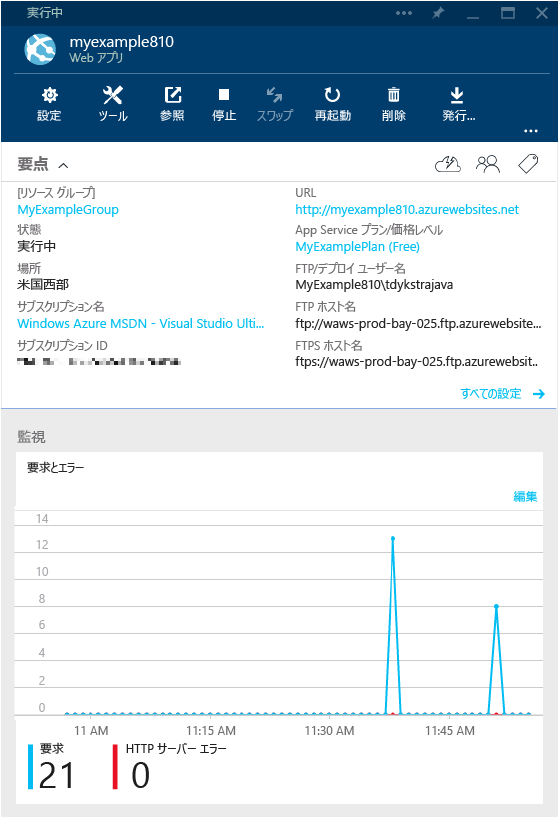 実行中
myexample810
Web アプリ
設定
ツール
参照
停止
スワップ
再起動
削除
発行...
要点
[リソース グループ]
MyExampleGroup
URL
http://myexample810.azurewebsites.net
状態
実行中
App Service プラン/価格レベル
MyExamplePlan (Free)
場所
米国西部
FTP/デプロイ ユーザー名
MyExample810\tdykstrajava
サブスクリプション名
Windows Azure MSDN - Visual Studio Ulti...
FTP ホスト名
ftp://waws-prod-bay-025.ftp.azurewebsite...
サブスクリプション ID
FTPS ホスト名
ftps://waws-prod-bay-025.ftp.azurewebsit..
すべての設定
監視
要求とエラー
編集
14
12
10
8
6
4
2
0
11 AM
11:15 AM
11:30 AM
11:45 AM
要求
21
HTTP サーバー エラー
0